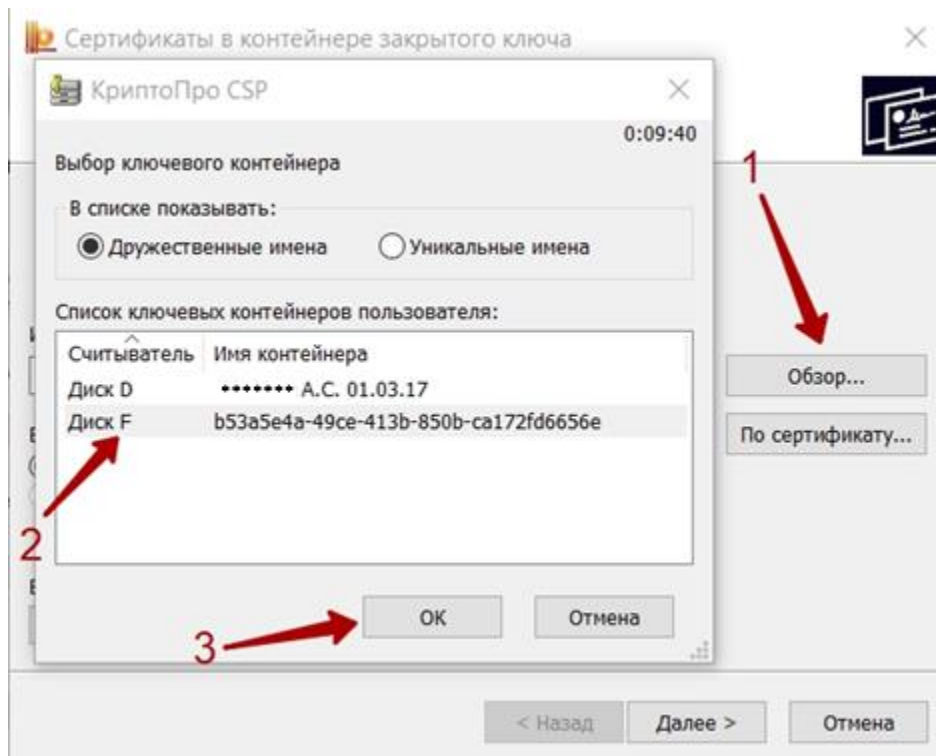 Сертификаты в контейнере закрытого ключа
КриптоПро CSP
0:09:40
Выбор ключевого контейнера
В списке показывать:
Дружественные имена Уникальные имена
Список ключевых контейнеров пользователя:
Считыватель Имя контейнера
Диск D ******* А.С. 01.03.17
Диск F b53a5e4a-49ce-413b-850b-ca172fd6656e
OK Отмена
1
Обзор...
По сертификату...
2
3
< Назад Далее > Отмена